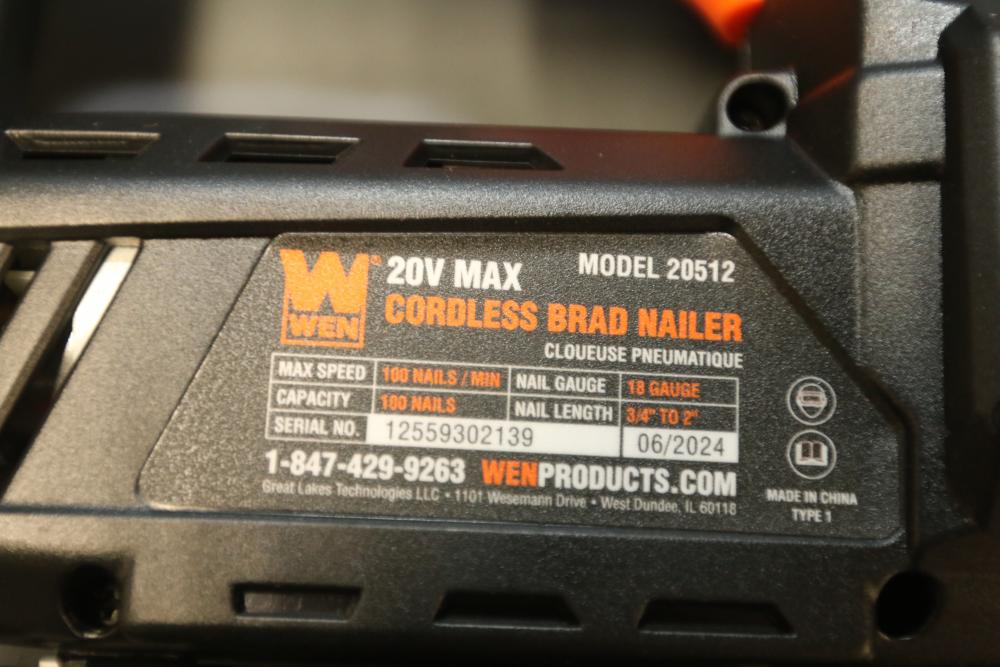 WEN®
20V MAX
MODEL 20512
CORDLESS BRAD NAILER
CLOUEUSE PNEUMATIQUE
MAX SPEED 100 NAILS / MIN NAIL GAUGE 18 GAUGE
CAPACITY 100 NAILS NAIL LENGTH 3/4" TO 2"
SERIAL NO. 12559302139 06/2024
1-847-429-9263 WENPRODUCTS.COM
Great Lakes Technologies LLC • 1101 Wesemann Drive • West Dundee, IL 60118
MADE IN CHINA
TYPE 1